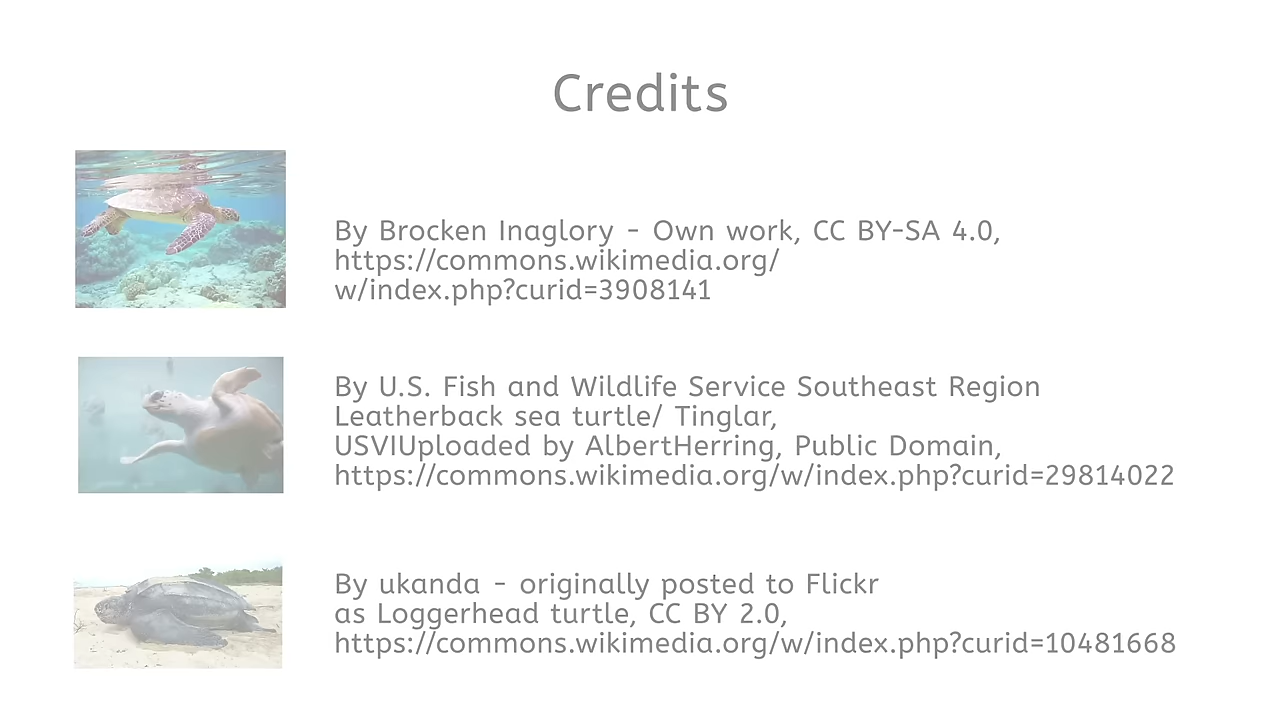 Credits
By Brocken Inaglory - Own work, CC BY-SA 4.0,
https://commons.wikimedia.org/
w/index.php?curid=3908141
By U.S. Fish and Wildlife Service Southeast Region
Leatherback sea turtle/ Tinglar,
USVIUploaded by AlbertHerring, Public Domain,
https://commons.wikimedia.org/w/index.php?curid=29814022
By ukanda - originally posted to Flickr
as Loggerhead turtle, CC BY 2.0,
https://commons.wikimedia.org/w/index.php?curid=10481668